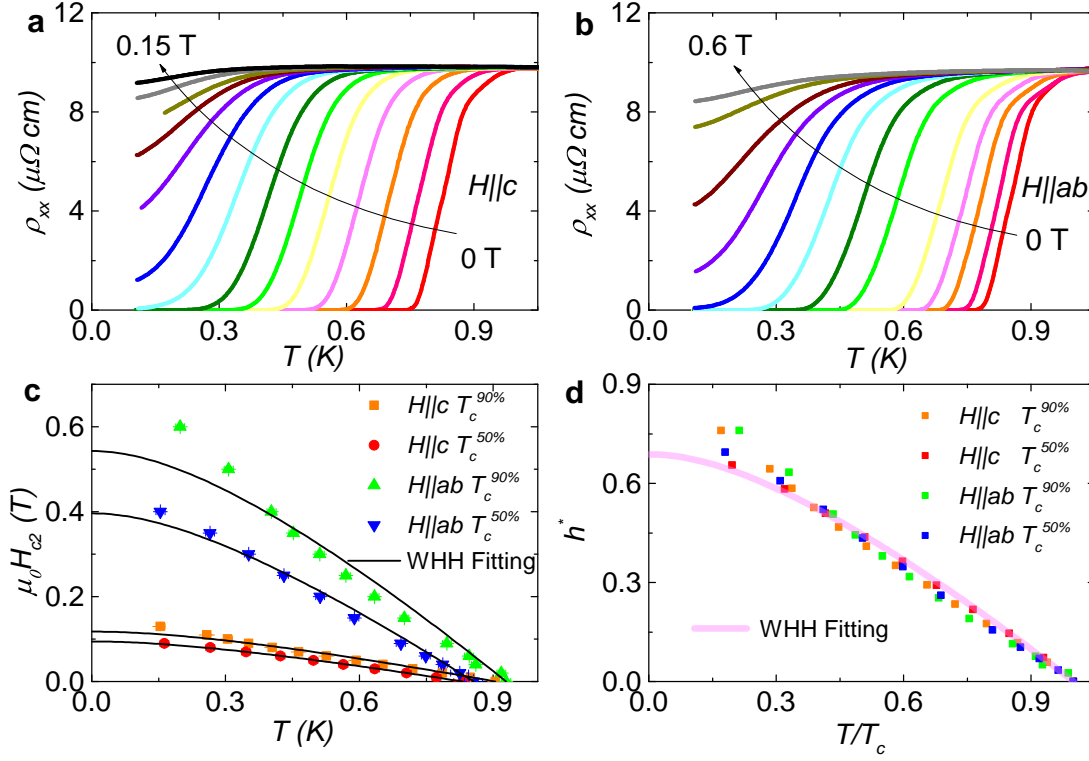 a
12
8
4
0
0.0 0.3 0.6 0.9
ρxx (μΩ cm)
T (K)
0.15 T
H||c
0 T
b
12
8
4
0
0.0 0.3 0.6 0.9
ρxx (μΩ cm)
T (K)
0.6 T
H||ab
0 T
c
0.6
0.4
0.2
0.0
0.0 0.3 0.6 0.9
μ0Hc2 (T)
T (K)
H||c Tc90%
H||c Tc50%
H||ab Tc90%
H||ab Tc50%
WHH Fitting
d
0.9
0.6
0.3
0.0
0.0 0.3 0.6 0.9
h*
T/Tc
H||c Tc90%
H||c Tc50%
H||ab Tc90%
H||ab Tc50%
WHH Fitting